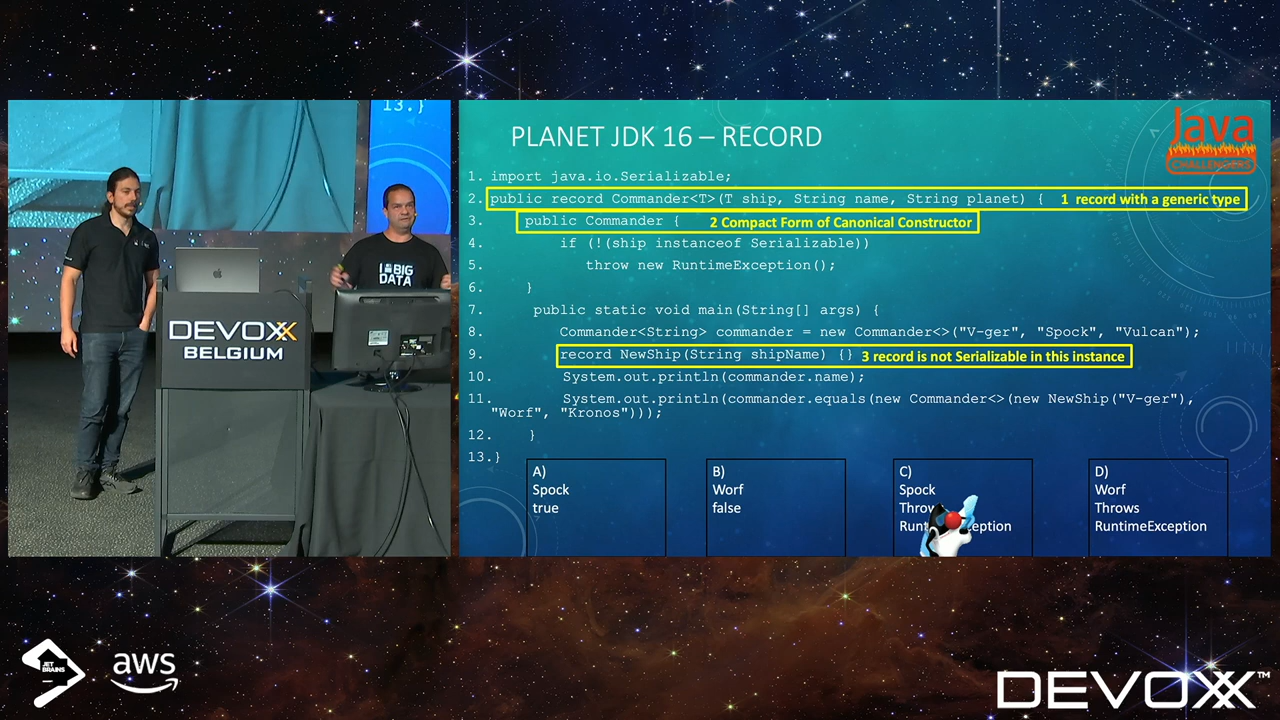 13.}
I BIG
DATA
DEVOXX
BELGIUM
PLANET JDK 16 – RECORD
Java
CHALLENGERS
1. import java.io.Serializable;
2. public record Commander<T>(T ship, String name, String planet) { 1 record with a generic type
3. public Commander { 2 Compact Form of Canonical Constructor
4. if (!(ship instanceof Serializable))
5. throw new RuntimeException();
6. }
7. public static void main(String[] args) {
8. Commander<String> commander = new Commander<>("V-ger", "Spock", "Vulcan");
9. record NewShip(String shipName) {} 3 record is not Serializable in this instance
10. System.out.println(commander.name);
11. System.out.println(commander.equals(new Commander<>(new NewShip("V-ger"),
"Worf", "Kronos")));
12. }
13.}
A)
Spock
true
B)
Worf
false
C)
Spock
Throws
RuntimeException
D)
Worf
Throws
RuntimeException
JET
BRAINS
aws
DEVOXX™